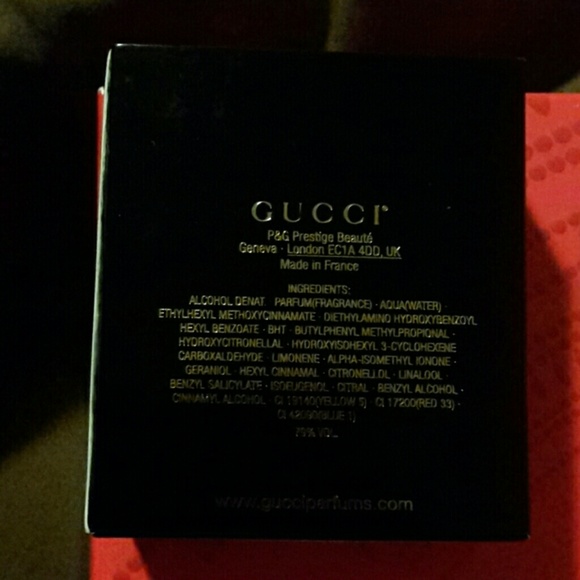 GUCCI®
P&G Prestige Beauté
Geneva · London EC1A 4DD, UK
Made in France
INGREDIENTS:
ALCOHOL DENAT · PARFUM(FRAGRANCE) · AQUA(WATER) ·
ETHYLHEXYL METHOXYCINNAMATE · DIETHYLAMINO HYDROXYBENZOYL
HEXYL BENZOATE · BHT · BUTYLPHENYL METHYLPROPIONAL ·
HYDROXYCITRONELLAL · HYDROXYISOHEXYL 3-CYCLOHEXENE
CARBOXALDEHYDE · LIMONENE · ALPHA-ISOMETHYL IONONE ·
GERANIOL · HEXYL CINNAMAL · CITRONELLOL · LINALOOL ·
BENZYL SALICYLATE · ISOEUGENOL · CITRAL · BENZYL ALCOHOL ·
CINNAMYL ALCOHOL · CI 19140(YELLOW 5) · CI 17200(RED 33) ·
CI 42090(BLUE 1)
79% VOL.
www.gucciparfums.com